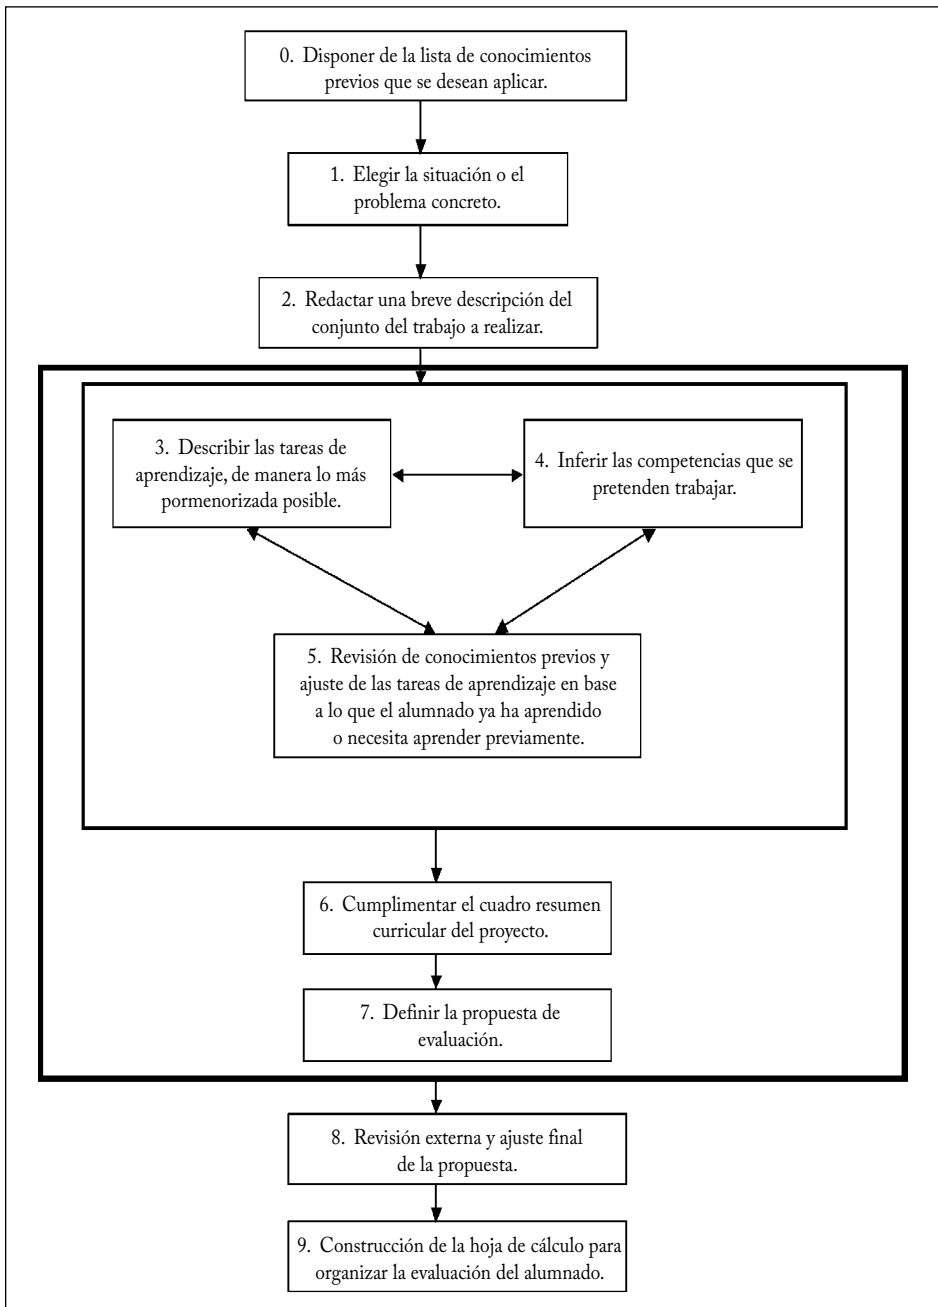 0. Disponer de la lista de conocimientos
previos que se desean aplicar.
1. Elegir la situación o el
problema concreto.
2. Redactar una breve descripción del
conjunto del trabajo a realizar.
3. Describir las tareas de
aprendizaje, de manera lo más
pormenorizada posible.
4. Inferir las competencias que se
pretenden trabajar.
5. Revisión de conocimientos previos y
ajuste de las tareas de aprendizaje en base
a lo que el alumnado ya ha aprendido
o necesita aprender previamente.
6. Cumplimentar el cuadro resumen
curricular del proyecto.
7. Definir la propuesta de
evaluación.
8. Revisión externa y ajuste final
de la propuesta.
9. Construcción de la hoja de cálculo para
organizar la evaluación del alumnado.